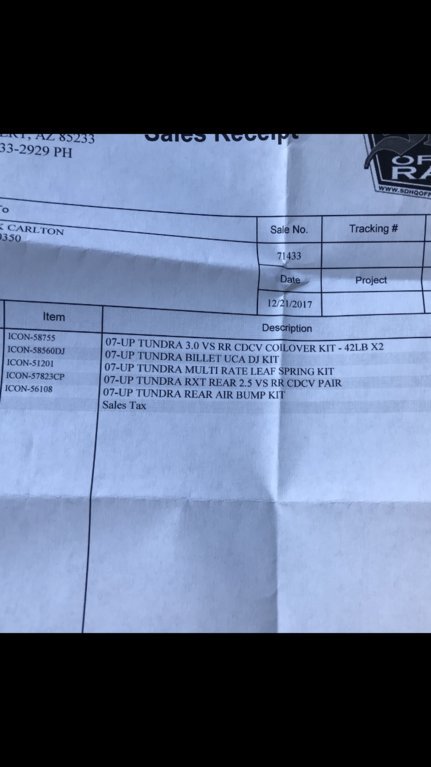 AZ 85233
33-2929 PH
Sales Receipt
OF
RA
To
CARLTON
0350
Sale No.
Tracking #
71433
Date
Project
12/21/2017
Item
Description
ICON-58755
07-UP TUNDRA 3.0 VS RR CDCV COILOVER KIT - 42LB X2
ICON-58560DJ
07-UP TUNDRA BILLET UCA DJ KIT
ICON-51201
07-UP TUNDRA MULTI RATE LEAF SPRING KIT
ICON-57823CP
07-UP TUNDRA RXT REAR 2.5 VS RR CDCV PAIR
ICON-56108
07-UP TUNDRA REAR AIR BUMP KIT
Sales Tax